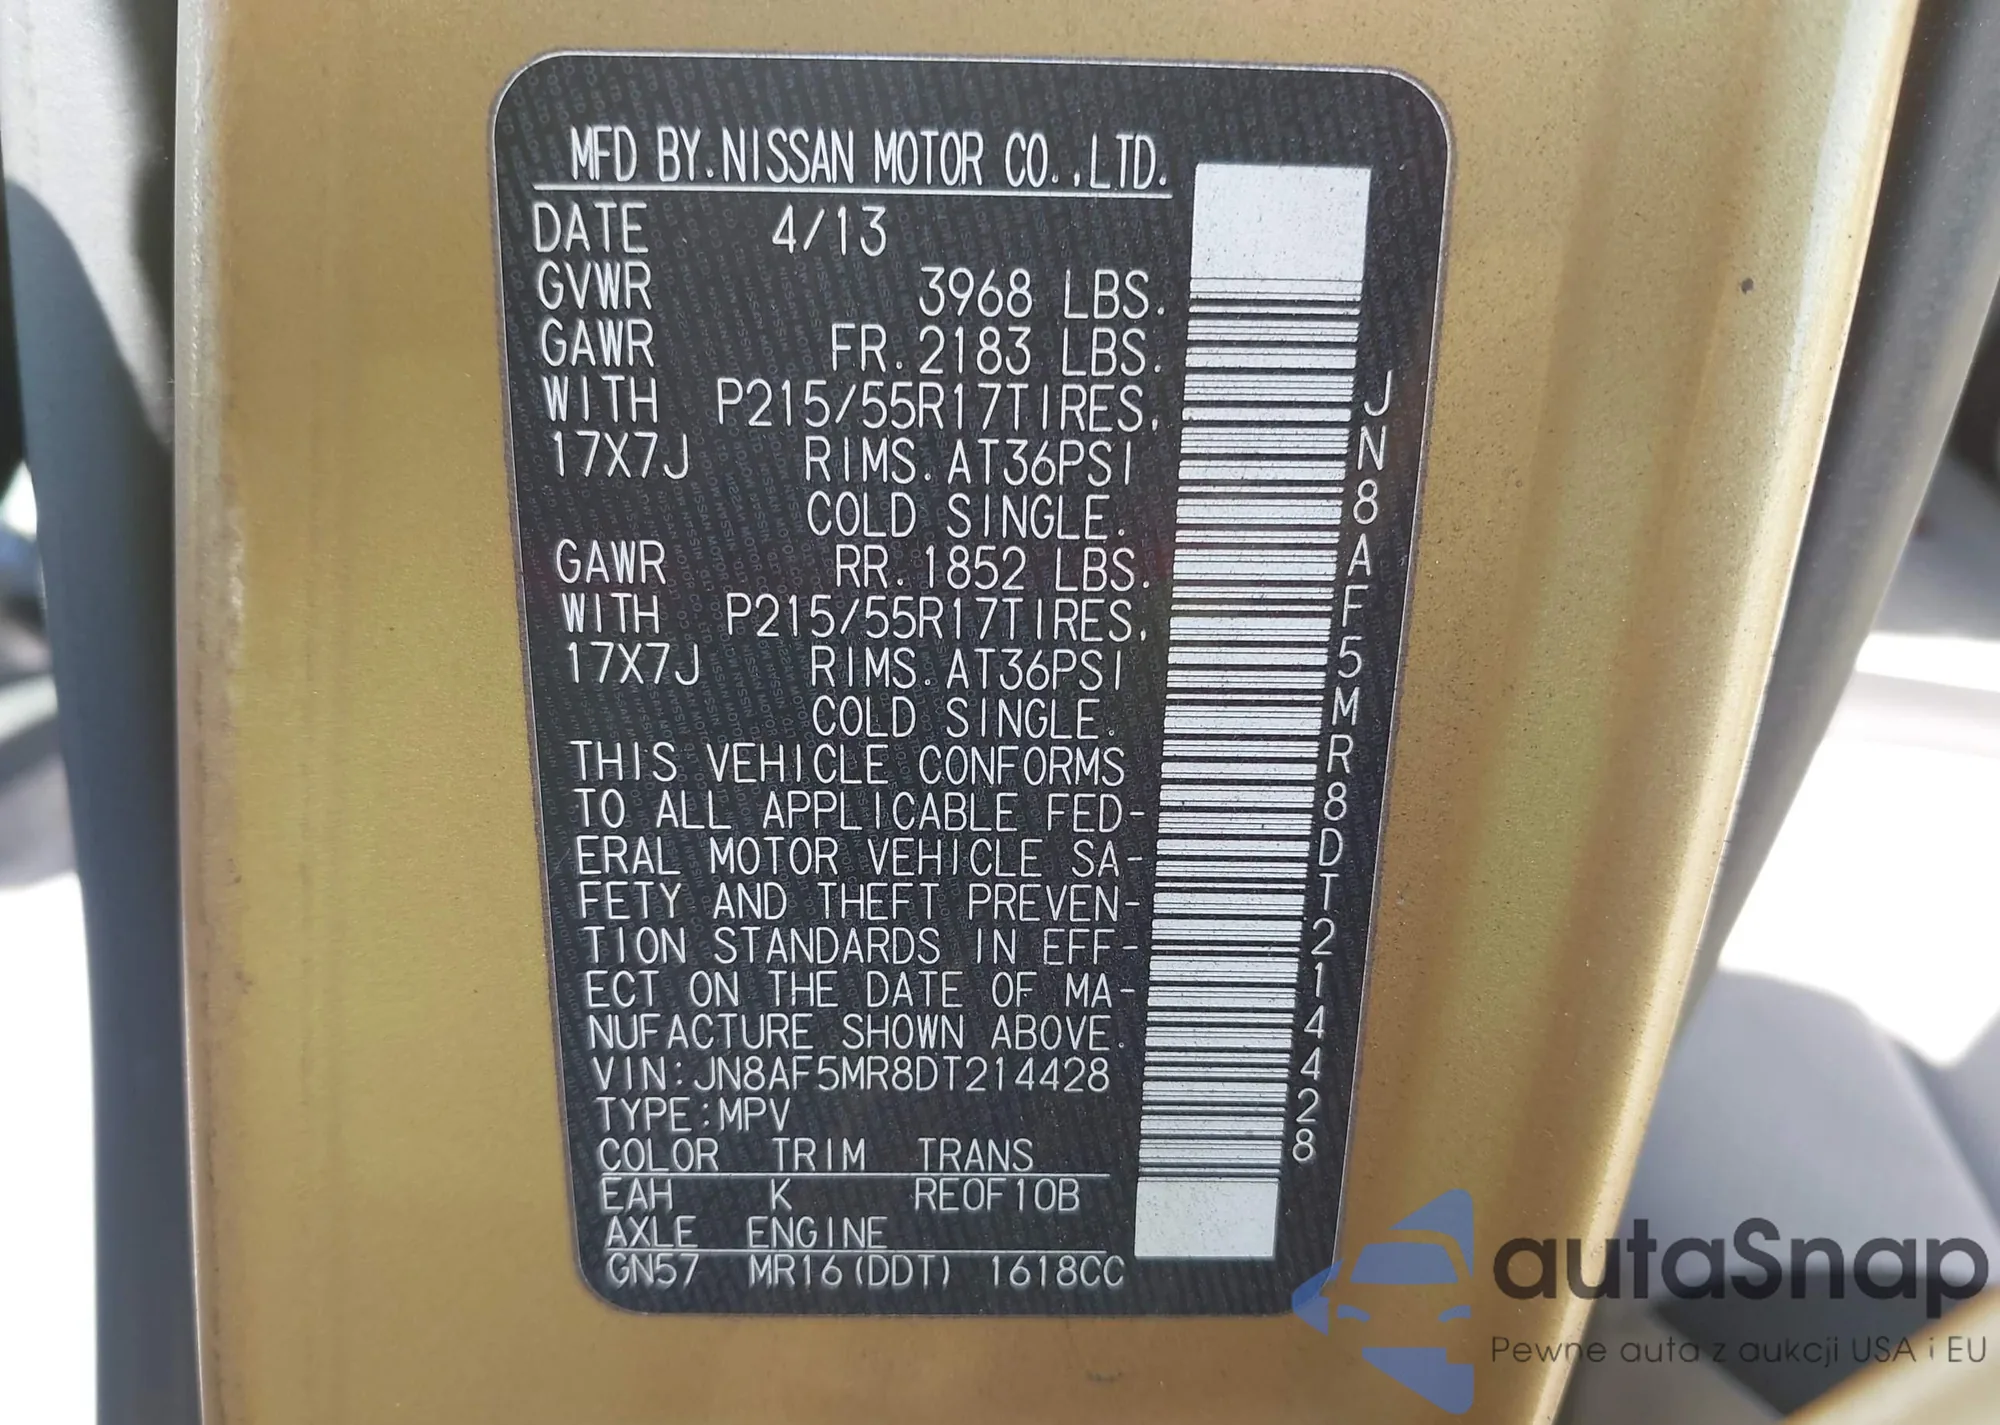 MFD BY.NISSAN MOTOR CO.,LTD.
DATE 4/13
GVWR 3968 LBS.
GAWR FR.2183 LBS.
WITH P215/55R17TIRES,
17X7J RIMS.AT36PSI
COLD SINGLE.
GAWR RR.1852 LBS.
WITH P215/55R17TIRES,
17X7J RIMS.AT36PSI
COLD SINGLE.
THIS VEHICLE CONFORMS
TO ALL APPLICABLE FED-
ERAL MOTOR VEHICLE SA-
FETY AND THEFT PREVEN-
TION STANDARDS IN EFF-
ECT ON THE DATE OF MA-
NUFACTURE SHOWN ABOVE.
VIN:JN8AF5MR8DT214428
TYPE:MPV
COLOR TRIM TRANS
EAH K RE0F10B
AXLE ENGINE
GN57 MR16(DDT) 1618CC
JN8AF5MR8DT214428
autaSnap
Pewne auta z aukcji USA i EU